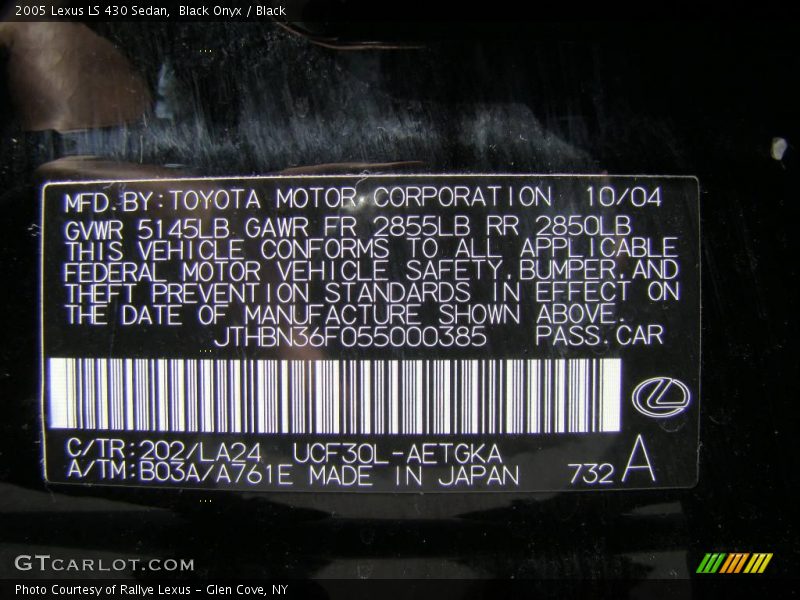 2005 Lexus LS 430 Sedan,  Black Onyx / Black
MFD.BY:TOYOTA MOTOR CORPORATION 10/04
GVWR 5145LB GAWR FR 2855LB RR 2850LB
THIS VEHICLE CONFORMS TO ALL APPLICABLE
FEDERAL MOTOR VEHICLE SAFETY,BUMPER,AND
THEFT PREVENTION STANDARDS IN EFFECT ON
THE DATE OF MANUFACTURE SHOWN ABOVE.
JTHBN36F055000385 PASS.CAR
C/TR:202/LA24 UCF30L-AETGKA
A/TM:B03A/A761E MADE IN JAPAN 732 A
GTCARLOT.COM
Photo Courtesy of Rallye Lexus - Glen Cove, NY